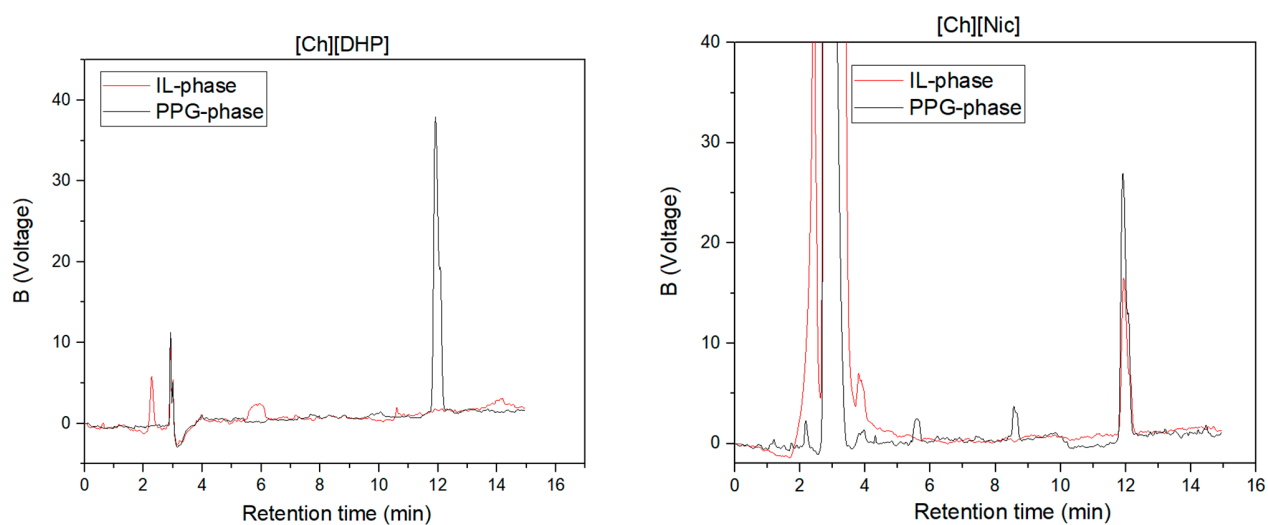 [Ch][DHP]
IL-phase
PPG-phase
B (Voltage)
40
30
20
10
0
0 2 4 6 8 10 12 14 16
Retention time (min)
[Ch][Nic]
IL-phase
PPG-phase
B (Voltage)
40
30
20
10
0
0 2 4 6 8 10 12 14 16
Retention time (min)